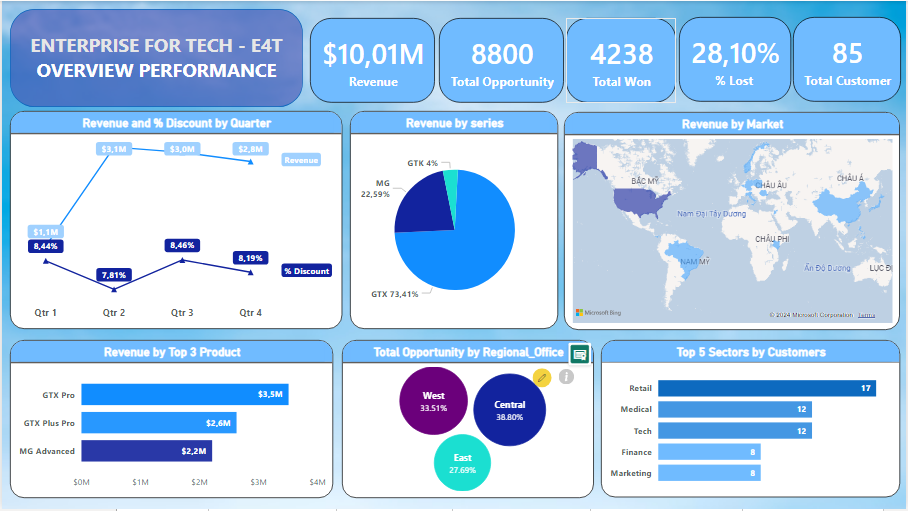 ENTERPRISE FOR TECH - E4T
OVERVIEW PERFORMANCE
$10,01M
Revenue
8800
Total Opportunity
4238
Total Won
28,10%
% Lost
85
Total Customer
Revenue and % Discount by Quarter
$3,1M
$3,0M
$2,8M
Revenue
$1,1M
8,44%
7,81%
8,46%
8,19%
% Discount
Qtr 1
Qtr 2
Qtr 3
Qtr 4
Revenue by series
GTK 4%
MG
22,59%
GTX 73,41%
Revenue by Market
BẮC MỸ
CHÂU ÂU
CHÂU Á
Nam Đại Tây Dương
CHÂU PHI
NAM MỸ
Ấn Độ Dương
LỤC ĐỊ
Microsoft Bing
© 2024 Microsoft Corporation Terms
Revenue by Top 3 Product
GTX Pro
$3,5M
GTX Plus Pro
$2,6M
MG Advanced
$2,2M
$0M
$1M
$2M
$3M
$4M
Total Opportunity by Regional_Office
West
33.51%
Central
38.80%
East
27.69%
Top 5 Sectors by Customers
Retail
17
Medical
12
Tech
12
Finance
8
Marketing
8